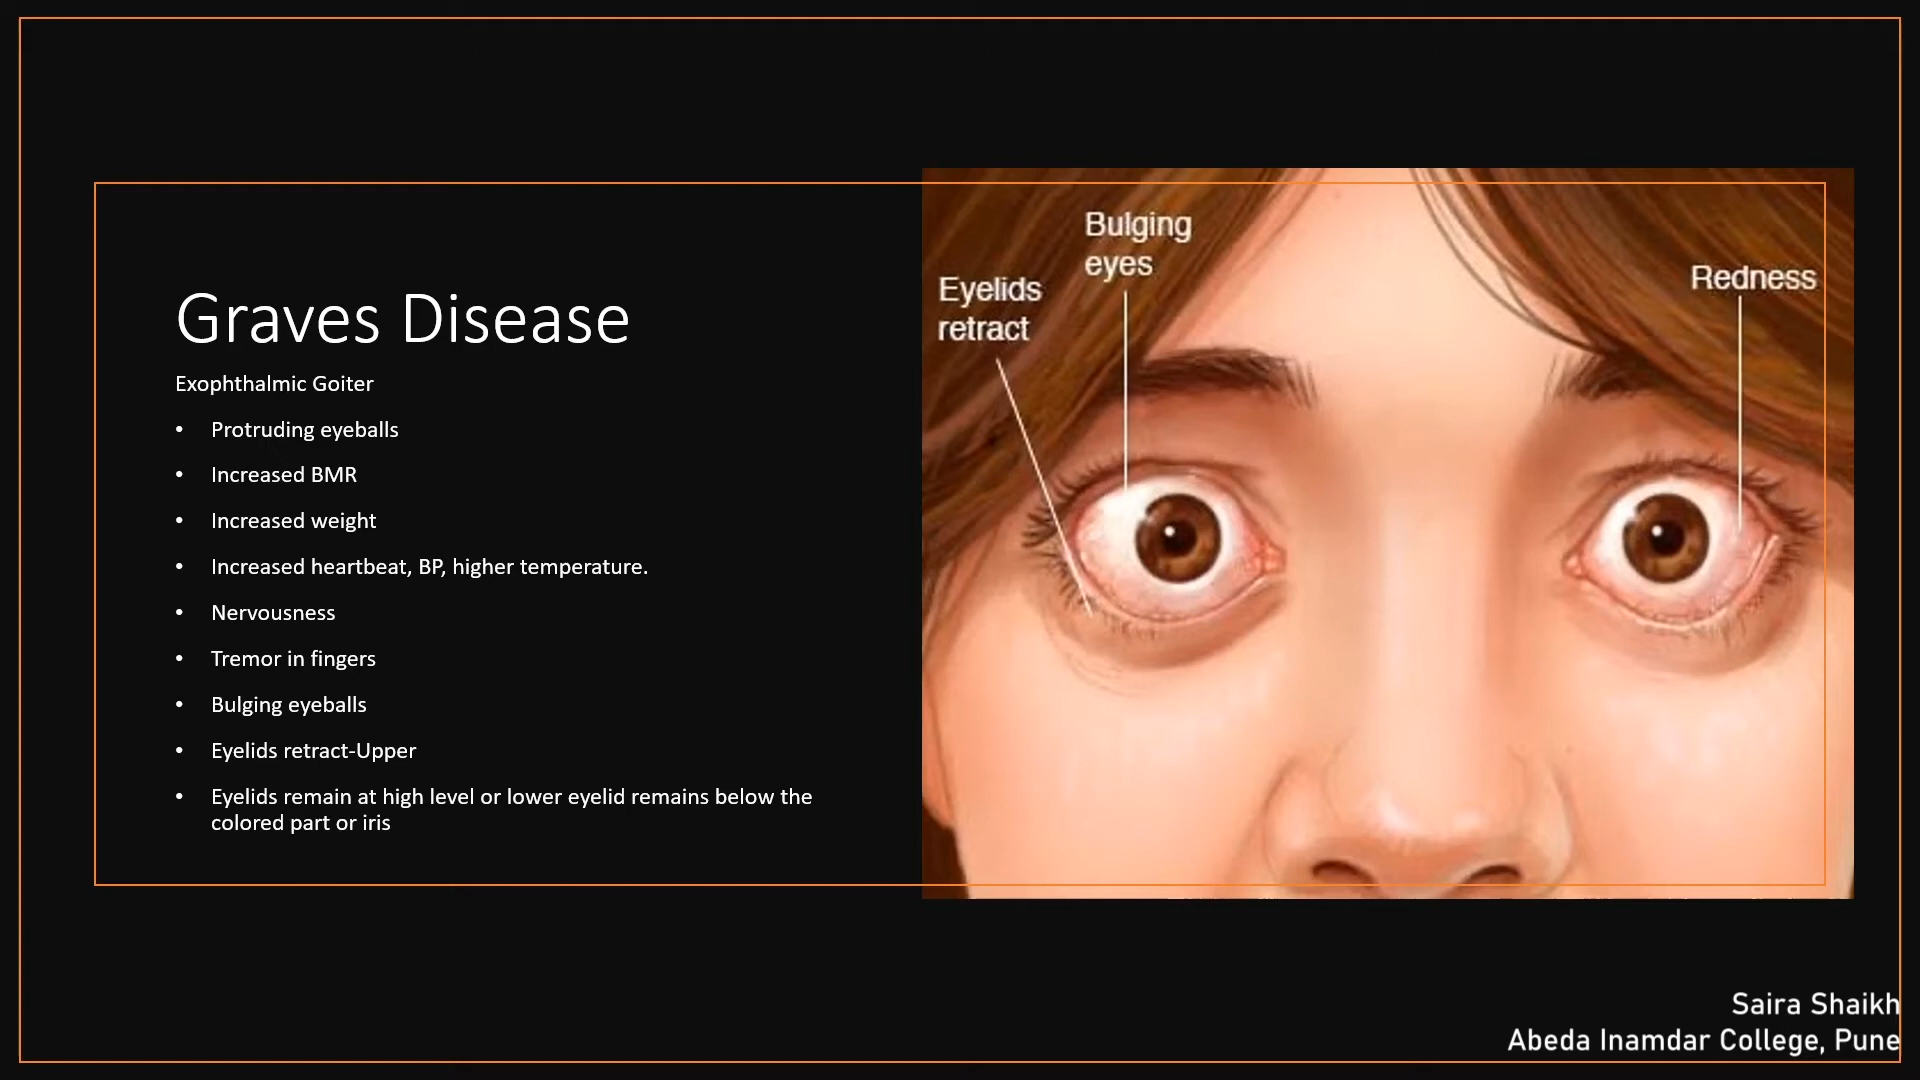 Graves Disease
Exophthalmic Goiter
• Protruding eyeballs
• Increased BMR
• Increased weight
• Increased heartbeat, BP, higher temperature.
• Nervousness
• Tremor in fingers
• Bulging eyeballs
• Eyelids retract-Upper
• Eyelids remain at high level or lower eyelid remains below the
colored part or iris
Bulging
eyes
Eyelids
retract
Redness
Saira Shaikh
Abeda Inamdar College, Pune